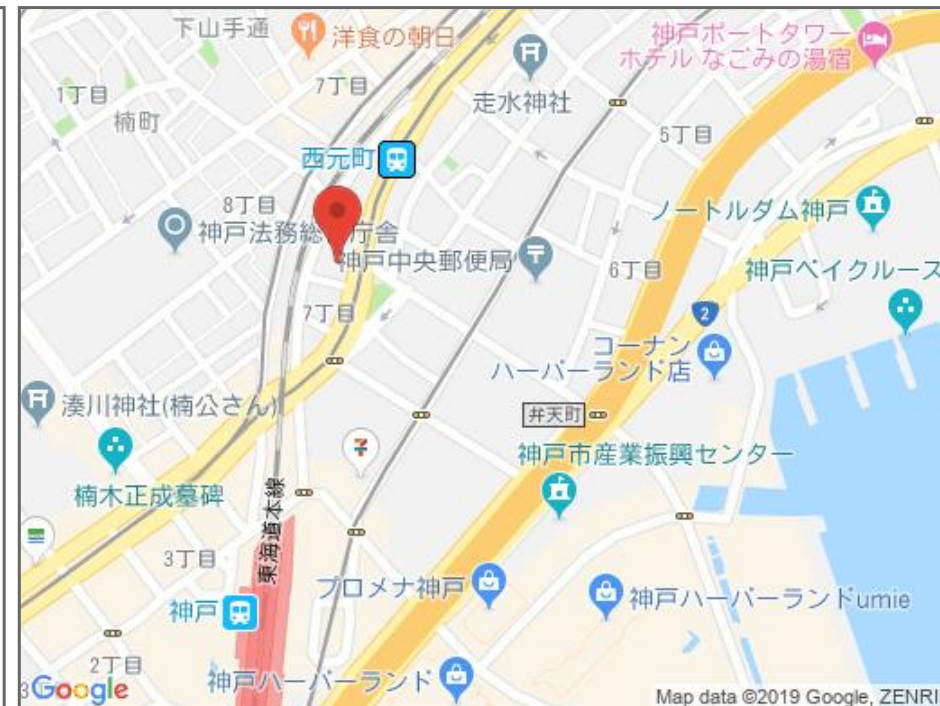 下山手通
洋食の朝日
神戸ポートタワー
ホテル なごみの湯宿
1丁目
7丁目
楠町
走水神社
5丁目
西元町
8丁目
ノートルダム神戸
神戸法務総
庁舎
神戸中央郵便局
6丁目
神戸ベイクルーズ
7丁目
2
コーナン
ハーバーランド店
湊川神社(楠公さん)
弁天町
神戸市産業振興センター
楠木正成墓碑
東海道本線
3丁目
プロメナ神戸
神戸ハーバーランドumie
神戸
2丁目
3
Google
神戸ハーバーランド
Map data ©2019 Google, ZENRI